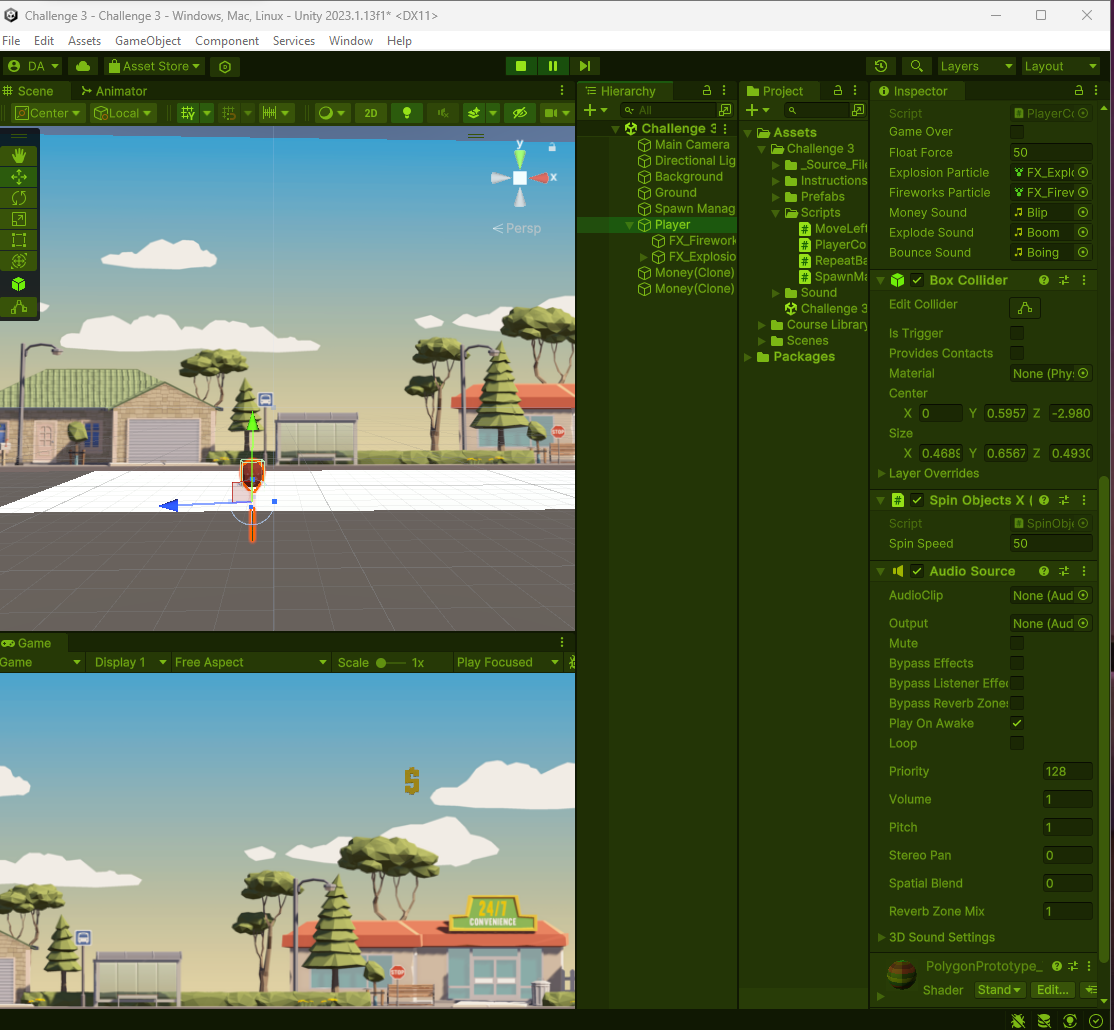 Challenge 3 - Challenge 3 - Windows, Mac, Linux - Unity 2023.1.13f1* <DX11>
File Edit Assets GameObject Component Services Window Help
DA Asset Store Layers Layout
Scene Animator
Center Local 2D
y
x
Persp
STOP
Game
Game Display 1 Free Aspect Scale 1x Play Focused
$
24/7
CONVENIENCE
STOP
Hierarchy
All
Challenge 3
Main Camera
Directional Lig
Background
Ground
Spawn Manag
Player
FX_Firework
FX_Explosio
Money(Clone)
Money(Clone)
Project
Assets
Challenge 3
_Source_File
Instructions
Prefabs
Scripts
MoveLeft
PlayerCo
RepeatBa
SpawnMa
Sound
Challenge 3
Course Library
Scenes
Packages
Inspector
Script PlayerCo
Game Over
Float Force 50
Explosion Particle FX_Explo
Fireworks Particle FX_Firew
Money Sound Blip
Explode Sound Boom
Bounce Sound Boing
Box Collider
Edit Collider
Is Trigger
Provides Contacts
Material None (Phys
Center
X 0 Y 0.5957 Z -2.980
Size
X 0.4689 Y 0.6567 Z 0.4930
Layer Overrides
Spin Objects X (
Script SpinObje
Spin Speed 50
Audio Source
AudioClip None (Aud
Output None (Aud
Mute
Bypass Effects
Bypass Listener Effec
Bypass Reverb Zones
Play On Awake
Loop
Priority 128
Volume 1
Pitch 1
Stereo Pan 0
Spatial Blend 0
Reverb Zone Mix 1
3D Sound Settings
PolygonPrototype_
Shader Stand Edit...